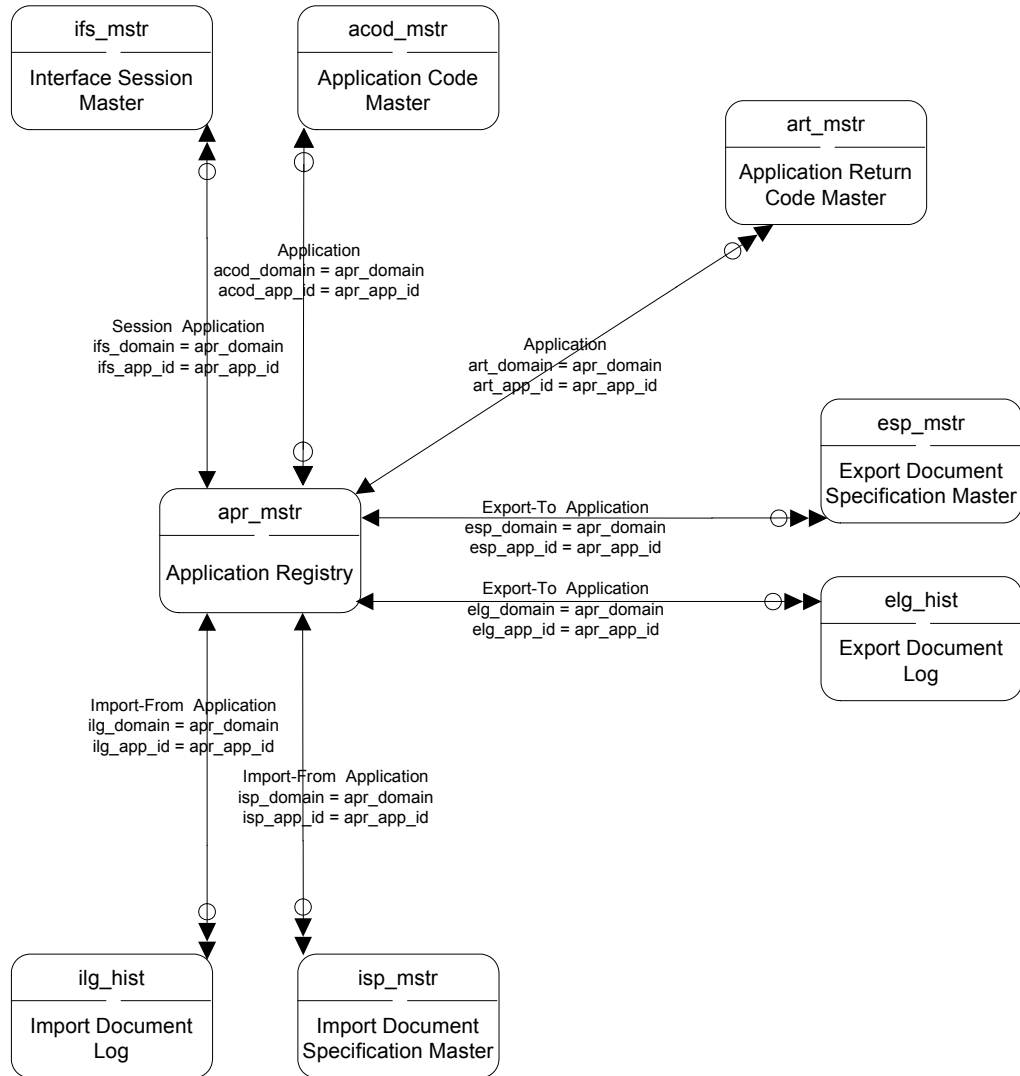 ifs_mstr
Interface Session
Master
acod_mstr
Application Code
Master
art_mstr
Application Return
Code Master
Application
acod_domain = apr_domain
acod_app_id = apr_app_id
Session Application
ifs_domain = apr_domain
ifs_app_id = apr_app_id
Application
art_domain = apr_domain
art_app_id = apr_app_id
esp_mstr
Export Document
Specification Master
apr_mstr
Application Registry
Export-To Application
esp_domain = apr_domain
esp_app_id = apr_app_id
Export-To Application
elg_domain = apr_domain
elg_app_id = apr_app_id
elg_hist
Export Document
Log
Import-From Application
ilg_domain = apr_domain
ilg_app_id = apr_app_id
Import-From Application
isp_domain = apr_domain
isp_app_id = apr_app_id
ilg_hist
Import Document
Log
isp_mstr
Import Document
Specification Master